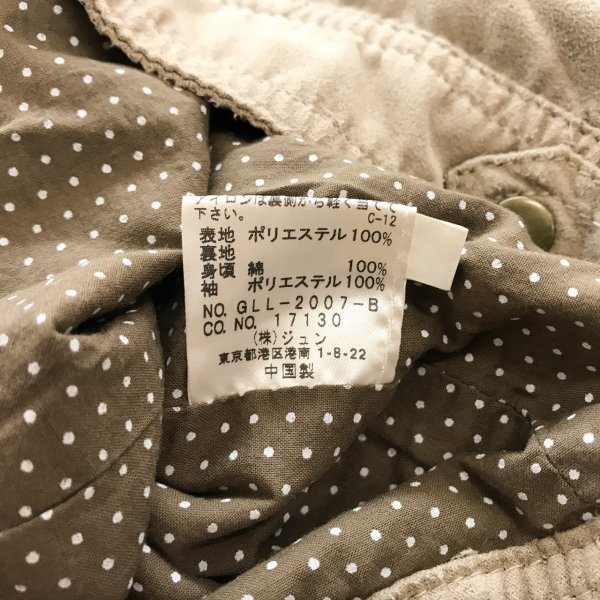 アイロンは裏側から軽く当てて
下さい。 C-12
表地 ポリエステル100%
裏地
身頃 綿 100%
袖 ポリエステル100%
NO. GLL-2007-B
CO. NO. 17130
(株)ジュン
東京都港区港南 1-8-22
中国製